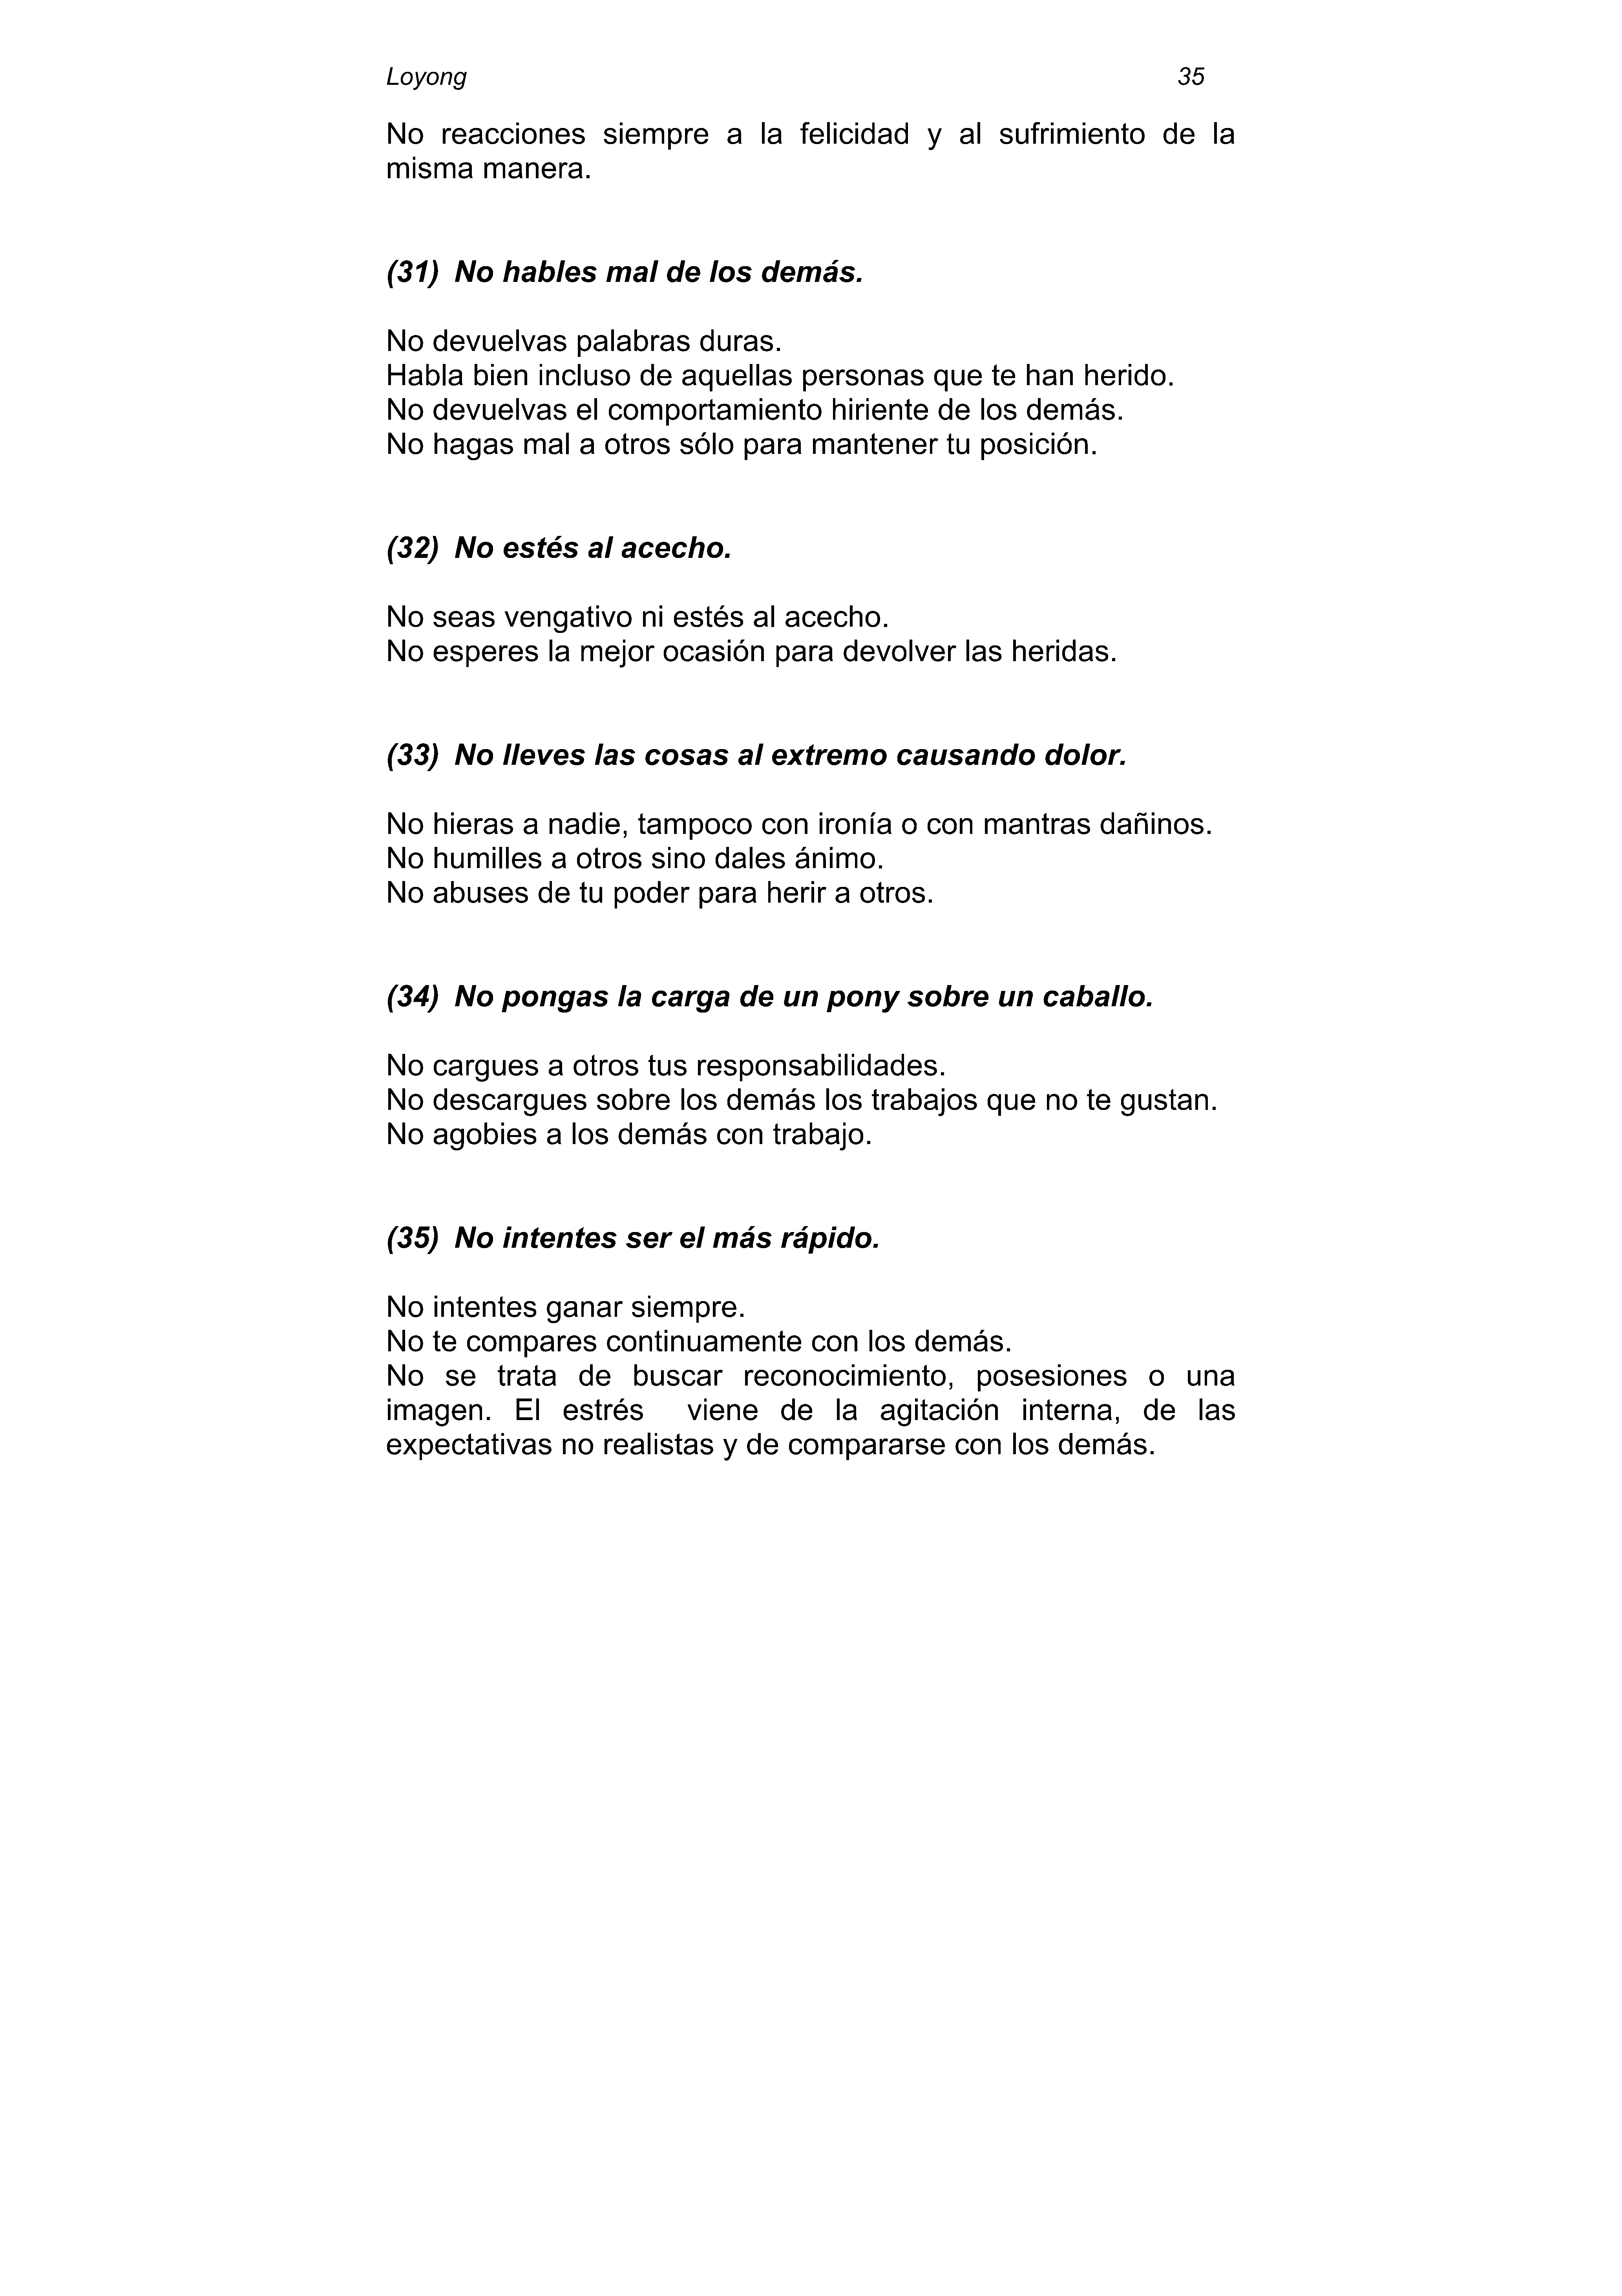 Loyong 35
No reacciones siempre a la felicidad y al sufrimiento de la
misma manera.
(31) No hables mal de los demás.
No devuelvas palabras duras.
Habla bien incluso de aquellas personas que te han herido.
No devuelvas el comportamiento hiriente de los demás.
No hagas mal a otros sólo para mantener tu posición.
(32) No estés al acecho.
No seas vengativo ni estés al acecho.
No esperes la mejor ocasión para devolver las heridas.
(33) No lleves las cosas al extremo causando dolor.
No hieras a nadie, tampoco con ironía o con mantras dañinos.
No humilles a otros sino dales ánimo.
No abuses de tu poder para herir a otros.
(34) No pongas la carga de un pony sobre un caballo.
No cargues a otros tus responsabilidades.
No descargues sobre los demás los trabajos que no te gustan.
No agobies a los demás con trabajo.
(35) No intentes ser el más rápido.
No intentes ganar siempre.
No te compares continuamente con los demás.
No se trata de buscar reconocimiento, posesiones o una
imagen. El estrés viene de la agitación interna, de las
expectativas no realistas y de compararse con los demás.